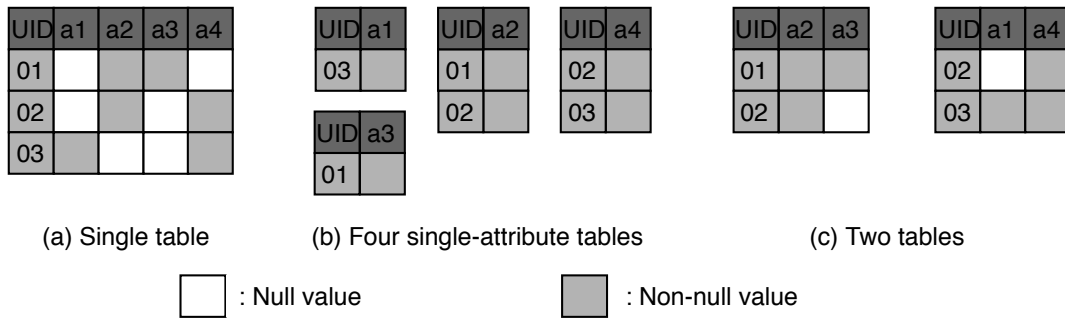 UID a1 a2 a3 a4
01
02
03
UID a1
03
UID a3
01
UID a2
01
02
UID a4
02
03
UID a2 a3
01
02
UID a1 a4
02
03
(a) Single table
(b) Four single-attribute tables
(c) Two tables
: Null value
: Non-null value